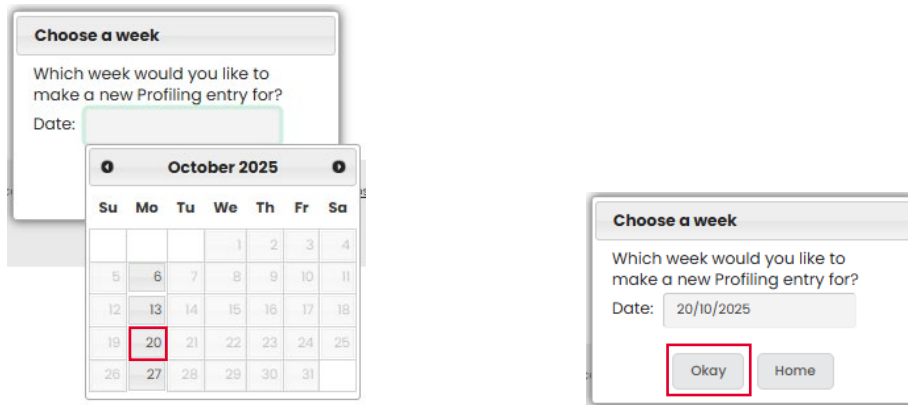 Choose a week
Which week would you like to
make a new Profiling entry for?
Date:
October 2025
Su Mo Tu We Th Fr Sa
1 2 3 4
5 6 7 8 9 10 11
12 13 14 15 16 17 18
19 20 21 22 23 24 25
26 27 28 29 30 31
Choose a week
Which week would you like to
make a new Profiling entry for?
Date: 20/10/2025
Okay Home